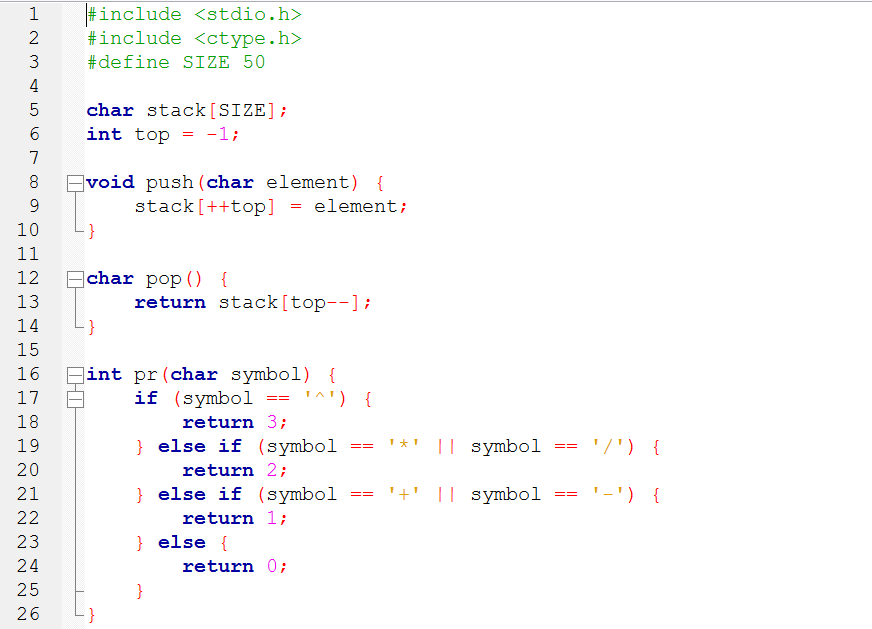 1 #include <stdio.h>
2 #include <ctype.h>
3 #define SIZE 50
4
5 char stack[SIZE];
6 int top = -1;
7
8 void push(char element) {
9     stack[++top] = element;
10 }
11
12 char pop() {
13     return stack[top--];
14 }
15
16 int pr(char symbol) {
17     if (symbol == '^') {
18         return 3;
19     } else if (symbol == '*' || symbol == '/') {
20         return 2;
21     } else if (symbol == '+' || symbol == '-') {
22         return 1;
23     } else {
24         return 0;
25     }
26 }